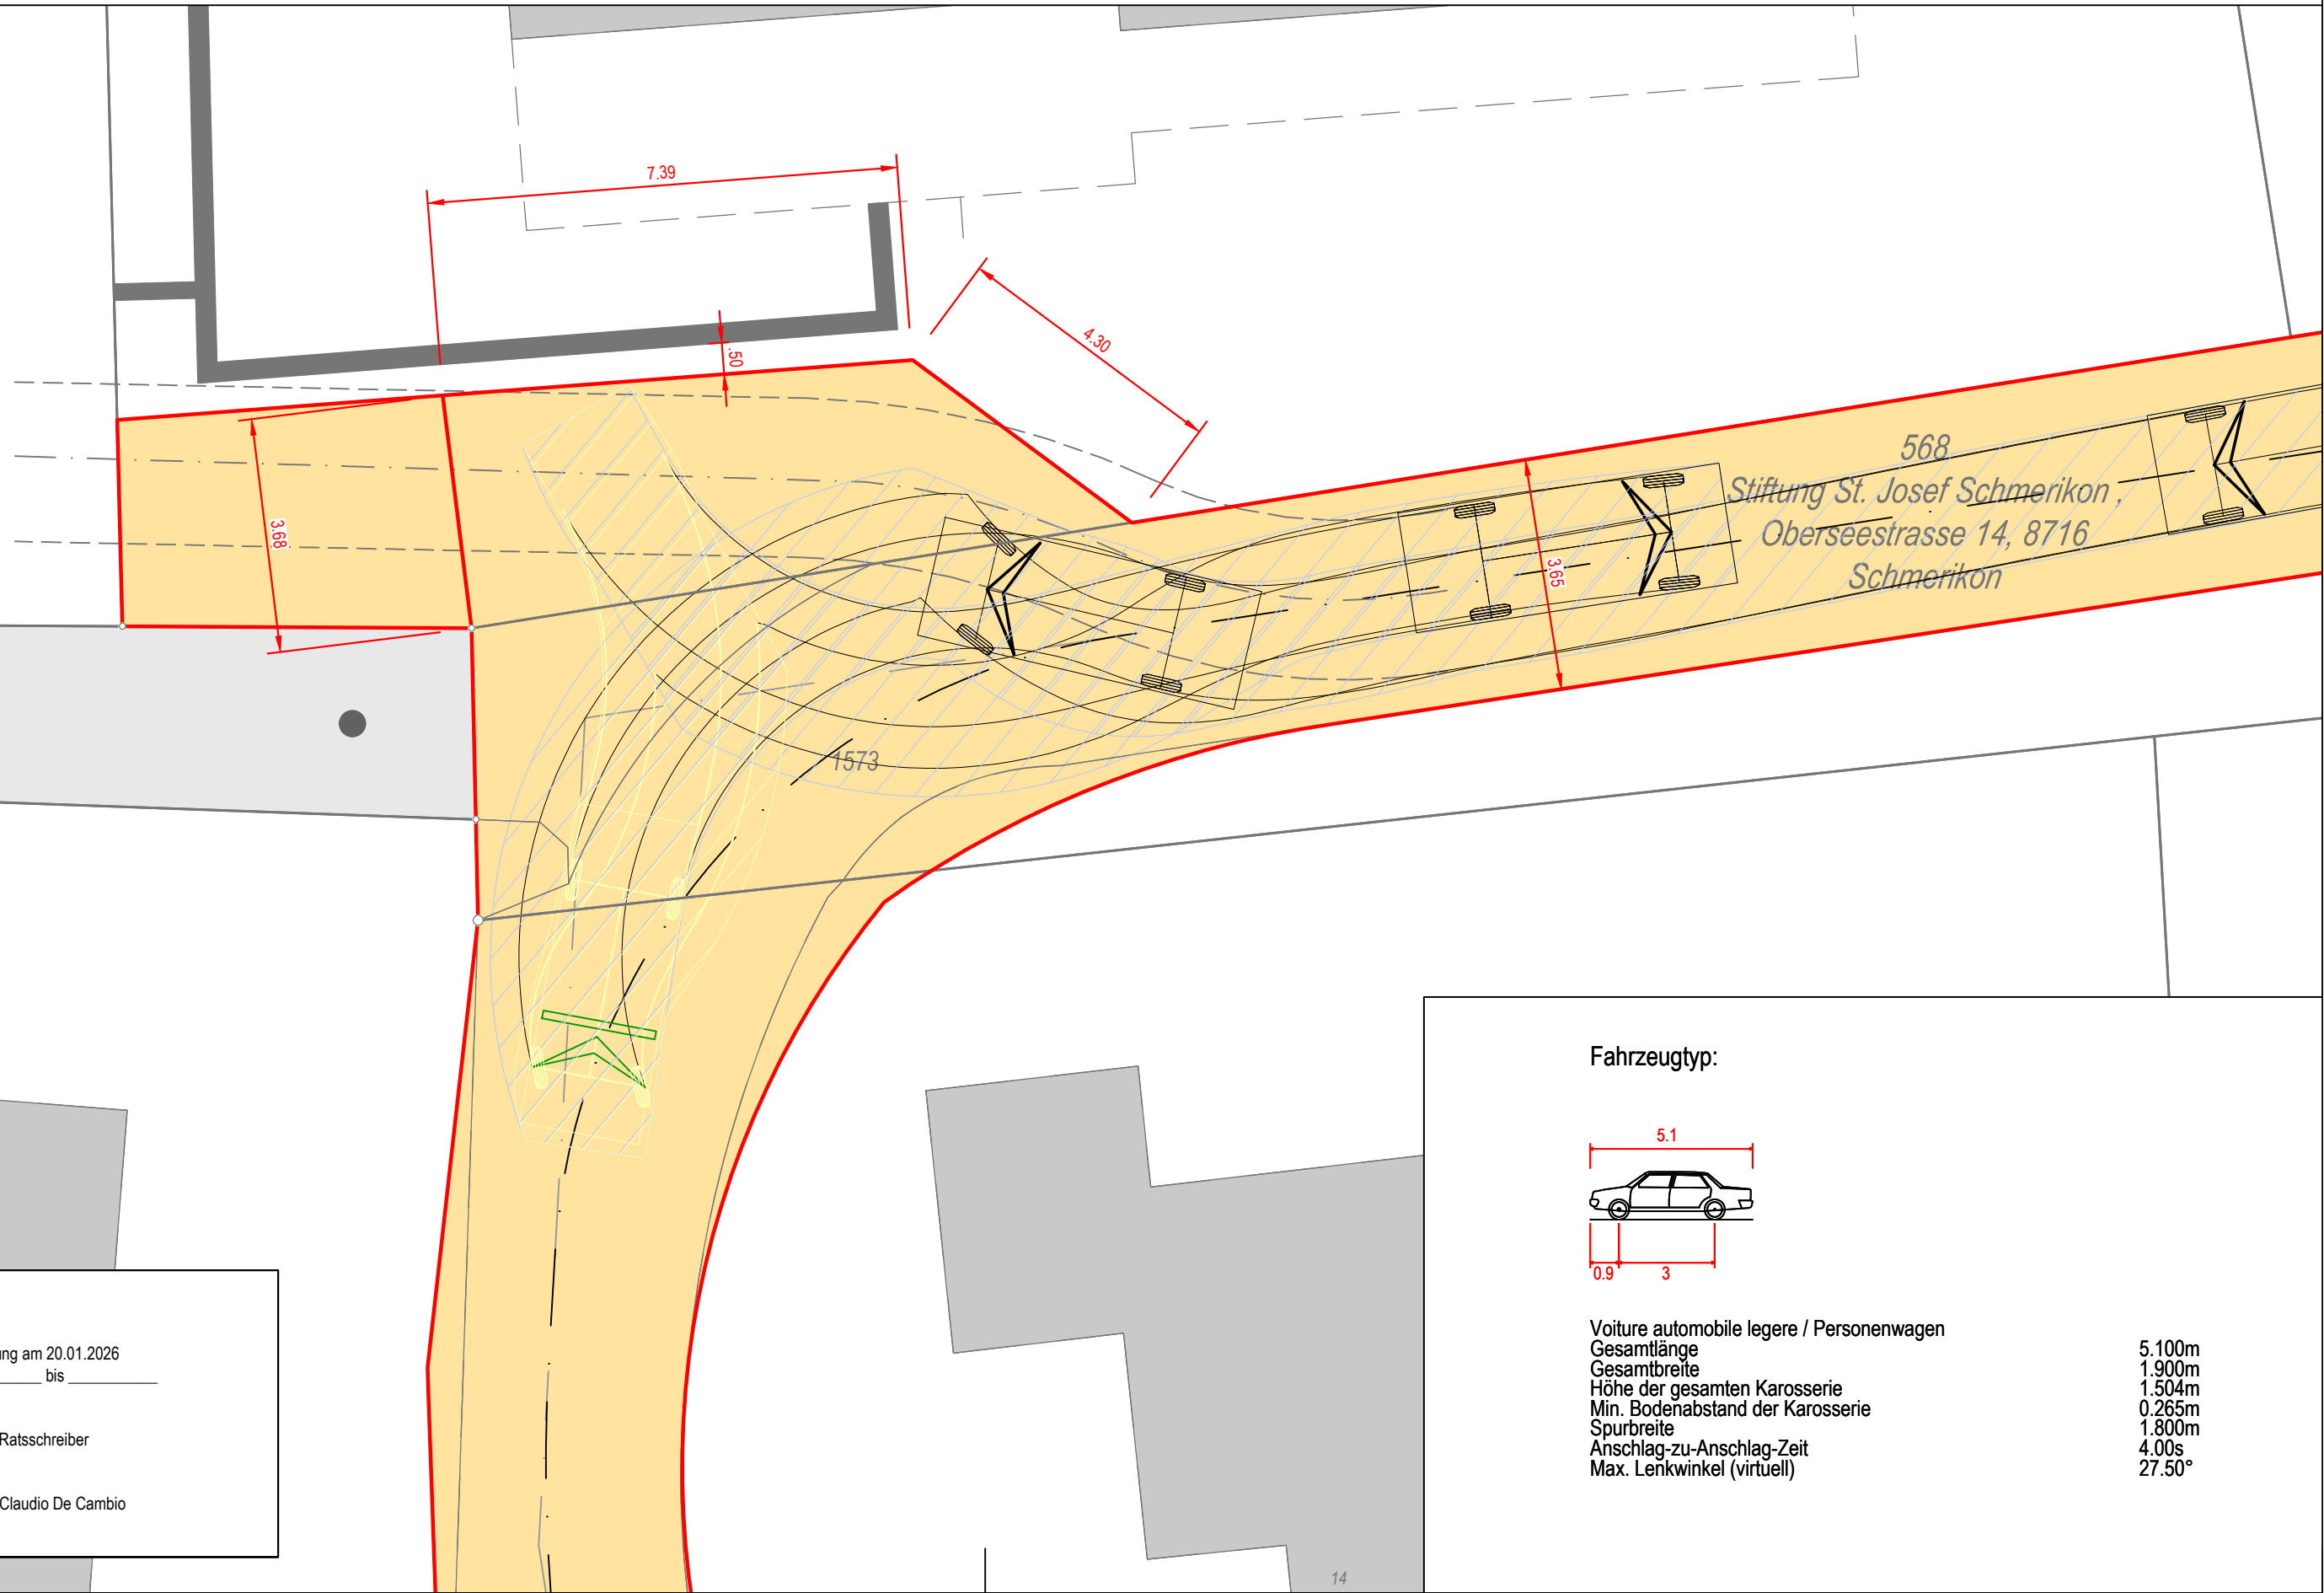 7.39
.50
4.30
3.68
3.65
568
Stiftung St. Josef Schmerikon ,
Oberseestrasse 14, 8716
Schmerikon
1573
ung am 20.01.2026
_____ bis ___________
Ratsschreiber
Claudio De Cambio
14
Fahrzeugtyp:
5.1
0.9 3
Voiture automobile legere / Personenwagen
Gesamtlänge 5.100m
Gesamtbreite 1.900m
Höhe der gesamten Karosserie 1.504m
Min. Bodenabstand der Karosserie 0.265m
Spurbreite 1.800m
Anschlag-zu-Anschlag-Zeit 4.00s
Max. Lenkwinkel (virtuell) 27.50°